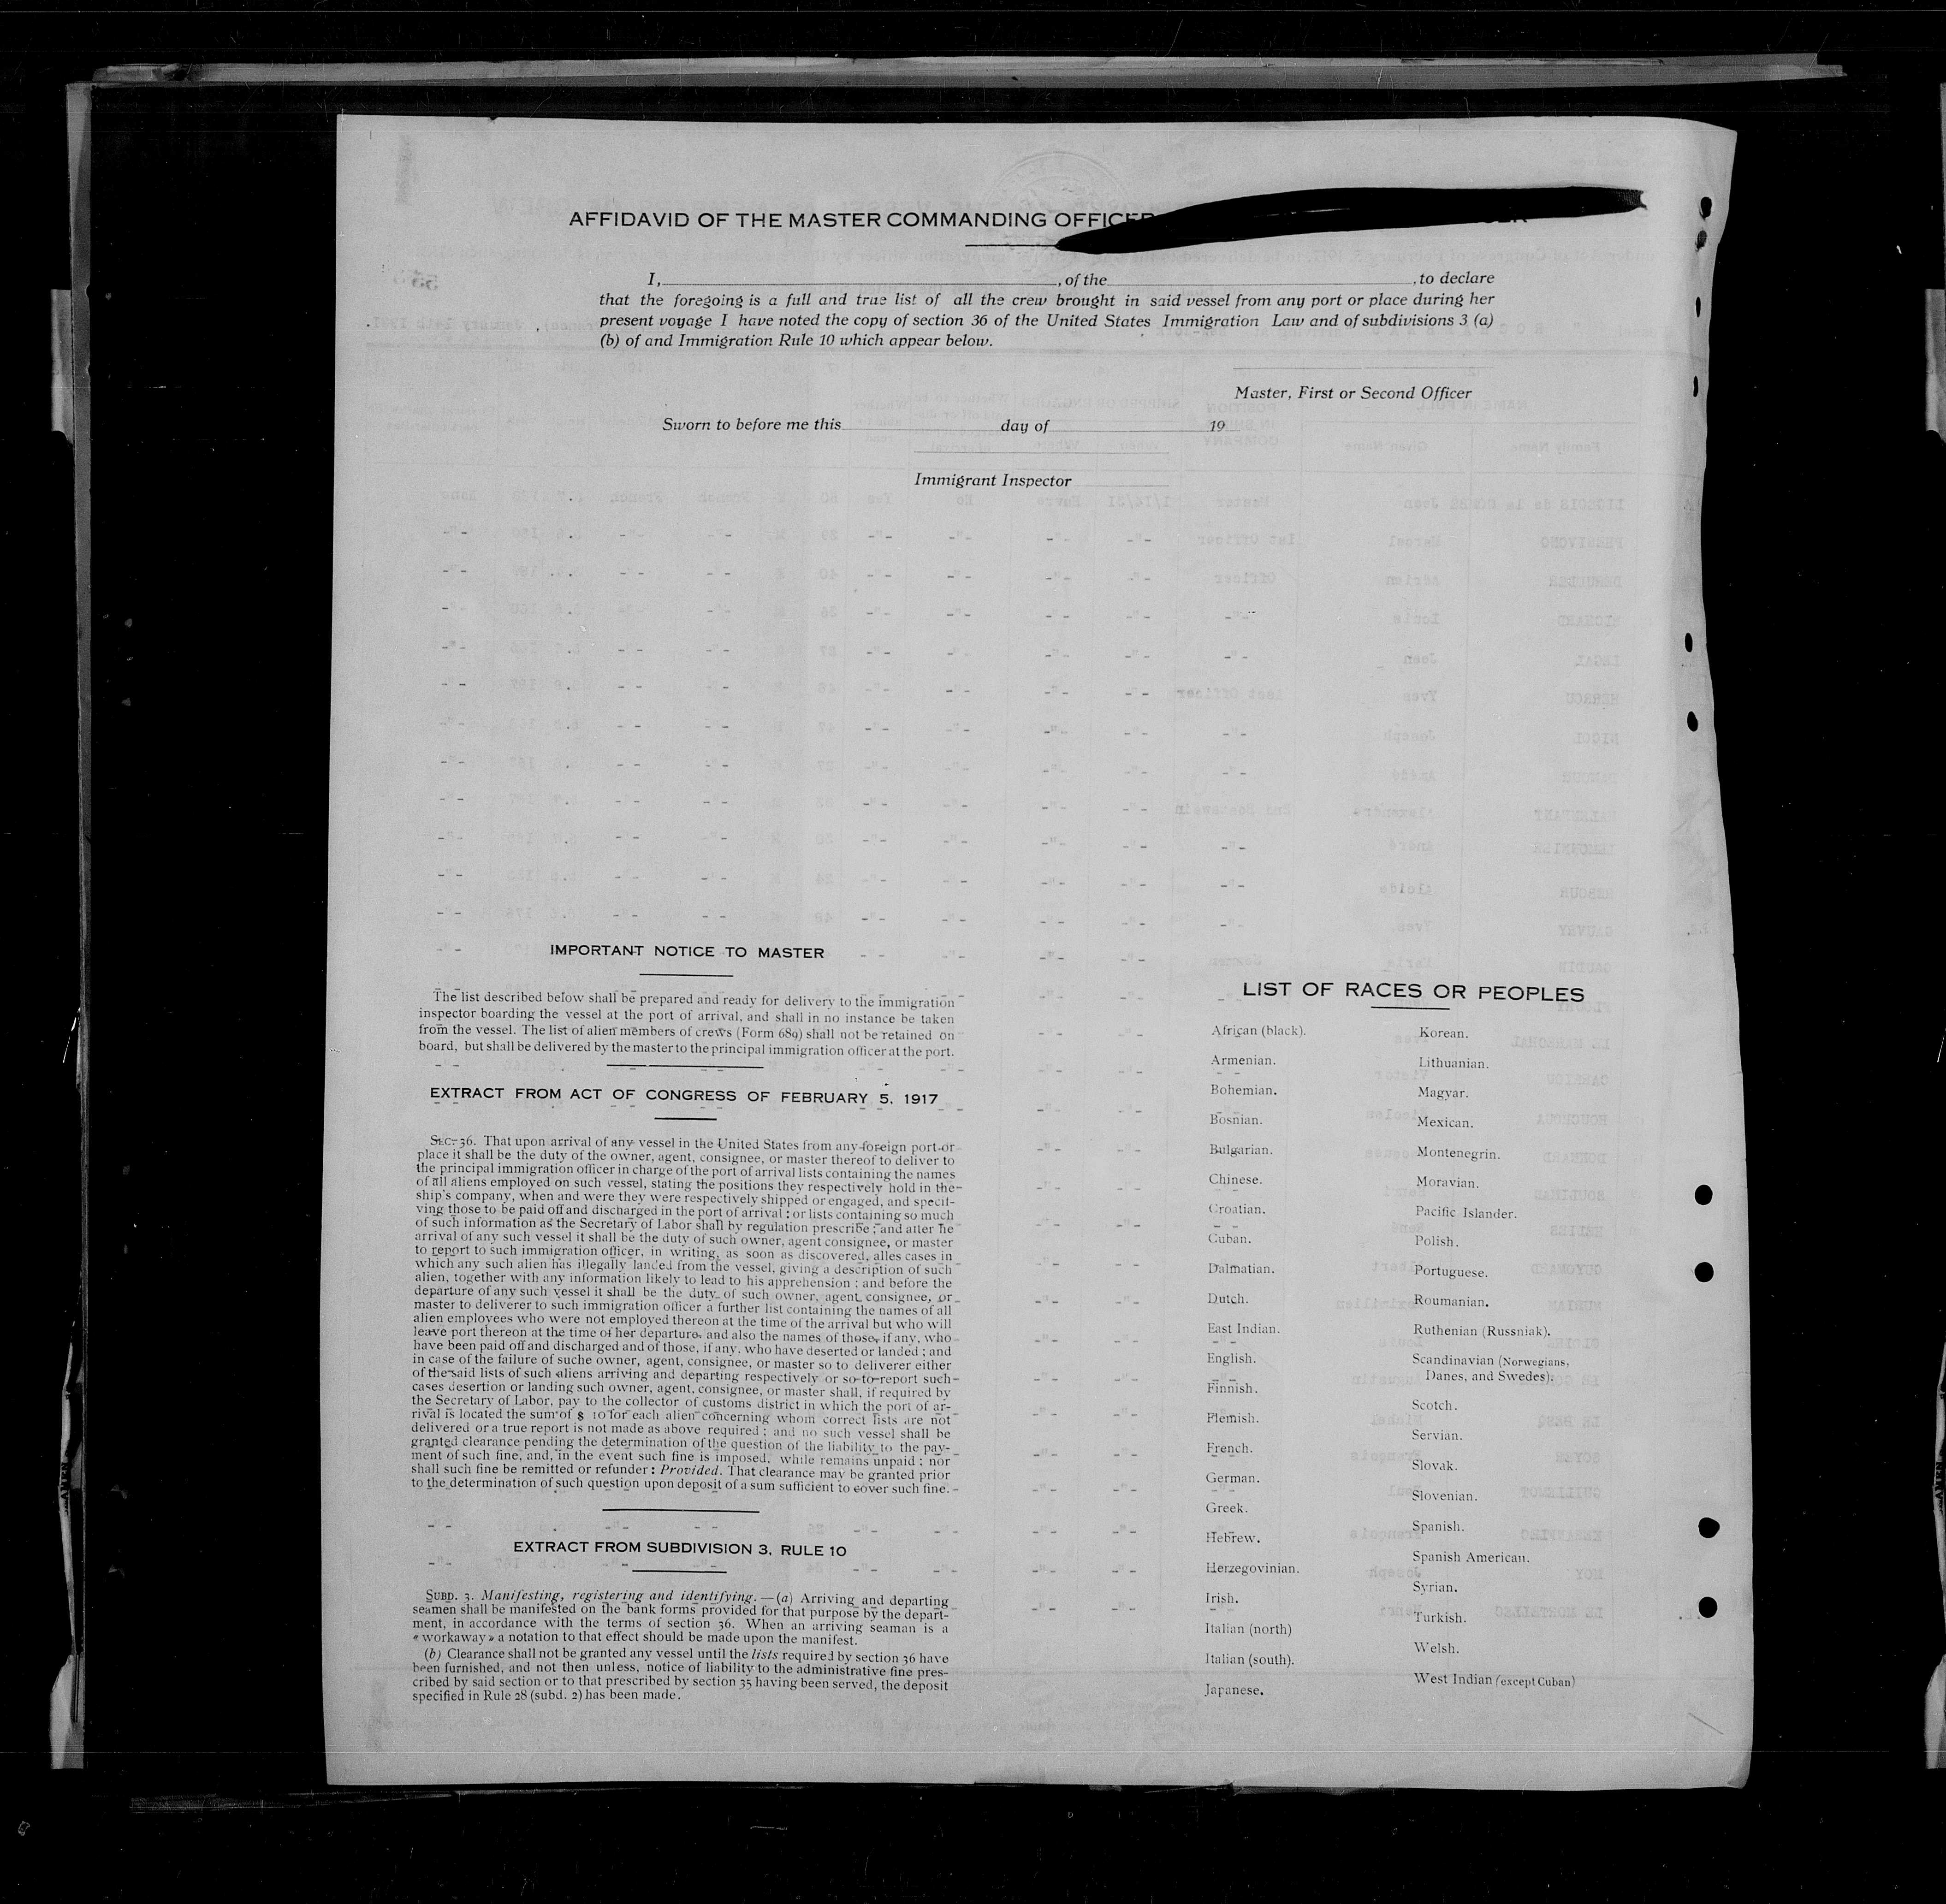 AFFIDAVID OF THE MASTER COMMANDING OFFICER
I, , of the , to declare
that the foregoing is a full and true list of all the crew brought in said vessel from any port or place during her
present voyage I have noted the copy of section 36 of the United States Immigration Law and of subdivisions 3 (a)
(b) of and Immigration Rule 10 which appear below.
Master, First or Second Officer
Sworn to before me this day of 19
Immigrant Inspector
IMPORTANT NOTICE TO MASTER
The list described below shall be prepared and ready for delivery to the immigration
inspector boarding the vessel at the port of arrival, and shall in no instance be taken
from the vessel. The list of alien members of crews (Form 689) shall not be retained on
board, but shall be delivered by the master to the principal immigration officer at the port.
EXTRACT FROM ACT OF CONGRESS OF FEBRUARY 5, 1917
SEC. 36. That upon arrival of any vessel in the United States from any foreign port or
place it shall be the duty of the owner, agent, consignee, or master thereof to deliver to
the principal immigration officer in charge of the port of arrival lists containing the names
of all aliens employed on such vessel, stating the positions they respectively hold in the
ship's company, when and were they were respectively shipped or engaged, and specif-
ving those to be paid off and discharged in the port of arrival ; or lists containing so much
of such information as the Secretary of Labor shall by regulation prescribe ; and after he
arrival of any such vessel it shall be the duty of such owner, agent consignee, or master
to report to such immigration officer, in writing, as soon as discovered, alles cases in
which any such alien has illegally landed from the vessel, giving a description of such
alien, together with any information likely to lead to his apprehension ; and before the
departure of any such vessel it shall be the duty of such owner, agent consignee, or
master to deliverer to such immigration officer a further list containing the names of all
alien employees who were not employed thereon at the time of the arrival but who will
leave port thereon at the time of her departure, and also the names of those, if any, who
have been paid off and discharged and of those, if any, who have deserted or landed ; and
in case of the failure of suche owner, agent, consignee, or master so to deliverer either
of the said lists of such aliens arriving and departing respectively or so to report such
cases desertion or landing such owner, agent, consignee, or master shall, if required by
the Secretary of Labor, pay to the collector of customs district in which the port of ar-
rival is located the sum of $ 10 for each alien concerning whom correct lists are not
delivered or a true report is not made as above required ; and no such vessel shall be
granted clearance pending the determination of the question of the liability to the pay-
ment of such fine, and, in the event such fine is imposed, while remains unpaid ; nor
shall such fine be remitted or refunder : Provided. That clearance may be granted prior
to the determination of such question upon deposit of a sum sufficient to cover such fine.
EXTRACT FROM SUBDIVISION 3, RULE 10
SUBD. 3. Manifesting, registering and identifying. — (a) Arriving and departing
seamen shall be manifested on the bank forms provided for that purpose by the depart-
ment, in accordance with the terms of section 36. When an arriving seaman is a
« workaway » a notation to that effect should be made upon the manifest.
(b) Clearance shall not be granted any vessel until the lists required by section 36 have
been furnished, and not then unless, notice of liability to the administrative fine pres-
cribed by said section or to that prescribed by section 35 having been served, the deposit
specified in Rule 28 (subd. 2) has been made.
LIST OF RACES OR PEOPLES
African (black).
Armenian.
Bohemian.
Bosnian.
Bulgarian.
Chinese.
Croatian.
Cuban.
Dalmatian.
Dutch.
East Indian.
English.
Finnish.
Flemish.
French.
German.
Greek.
Hebrew.
Herzegovinian.
Irish.
Italian (north)
Italian (south).
Japanese.
Korean.
Lithuanian.
Magyar.
Mexican.
Montenegrin.
Moravian.
Pacific Islander.
Polish.
Portuguese.
Roumanian.
Ruthenian (Russniak).
Scandinavian (Norwegians,
Danes, and Swedes).
Scotch.
Servian.
Slovak.
Slovenian.
Spanish.
Spanish American.
Syrian.
Turkish.
Welsh.
West Indian (except Cuban)